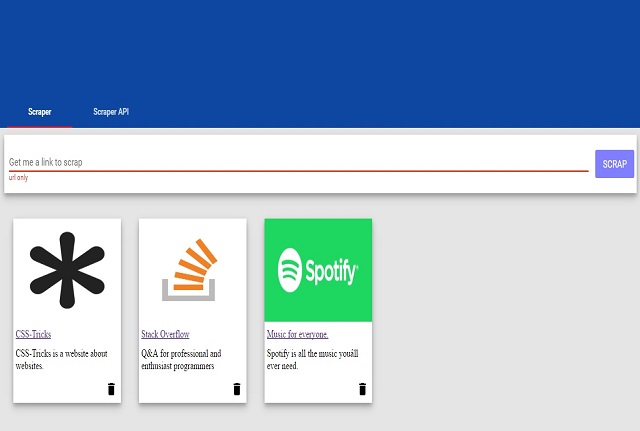 Scraper Scraper API
Get me a link to scrap
url only
SCRAP
Spotify®
CSS-Tricks
CSS-Tricks is a website about
websites.
Stack Overflow
Q&A for professional and
enthusiast programmers
Music for everyone.
Spotify is all the music youâll
ever need.